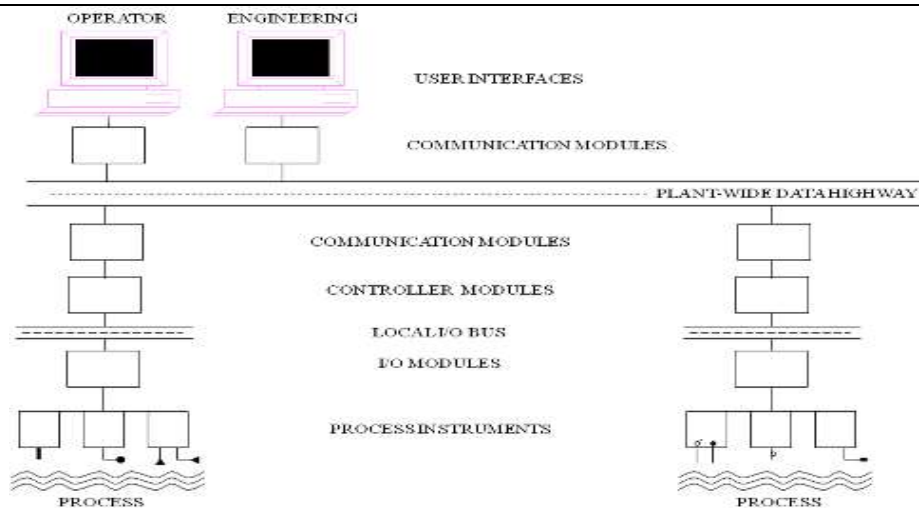 OPERATOR ENGINEERING
USER INTERFACES
COMMUNICATION MODULES
PLANT-WIDE DATA HIGHWAY
COMMUNICATION MODULES
CONTROLLER MODULES
LOCAL I/O BUS
I/O MODULES
PROCESS INSTRUMENTS
PROCESS PROCESS